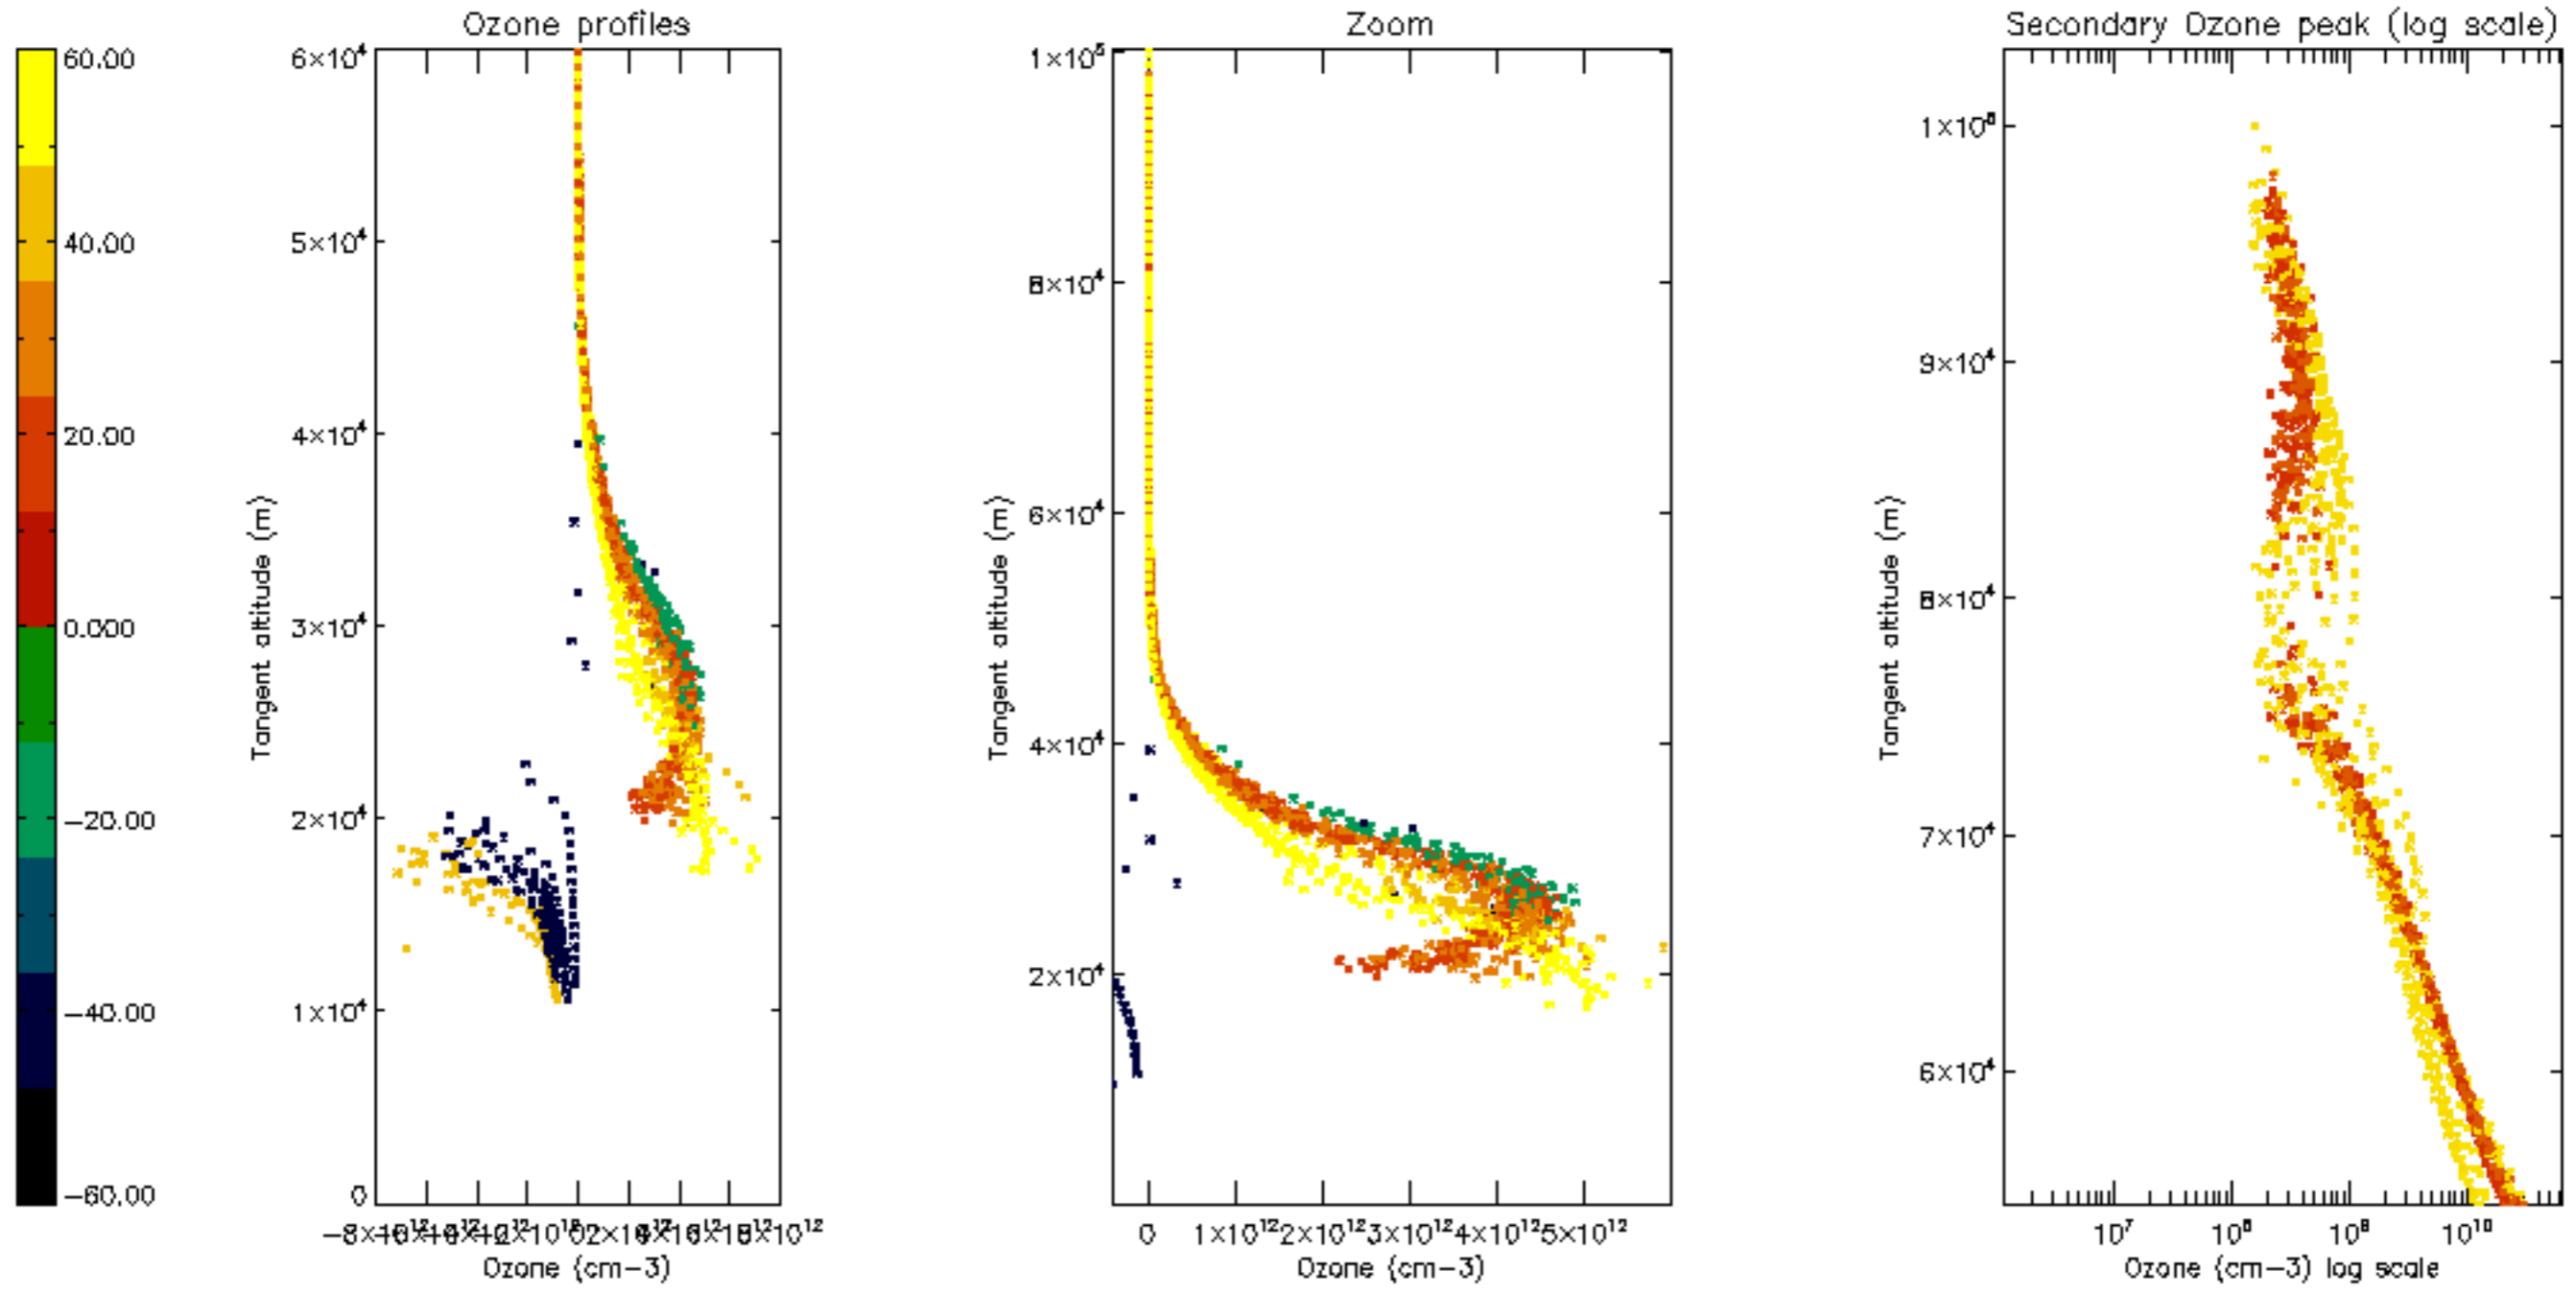 Ozone profiles
Zoom
Secondary Ozone peak (log scale)
60.00
40.00
20.00
0.000
−20.00
−40.00
−60.00
6×10⁴
5×10⁴
4×10⁴
3×10⁴
2×10⁴
1×10⁴
0
Tangent altitude (m)
Ozone (cm−3)
1×10⁵
8×10⁴
6×10⁴
4×10⁴
2×10⁴
Tangent altitude (m)
0 1×10¹² 2×10¹² 3×10¹² 4×10¹² 5×10¹²
Ozone (cm−3)
1×10⁵
9×10⁴
8×10⁴
7×10⁴
6×10⁴
Tangent altitude (m)
10⁷ 10⁸ 10⁹ 10¹⁰
Ozone (cm−3) log scale